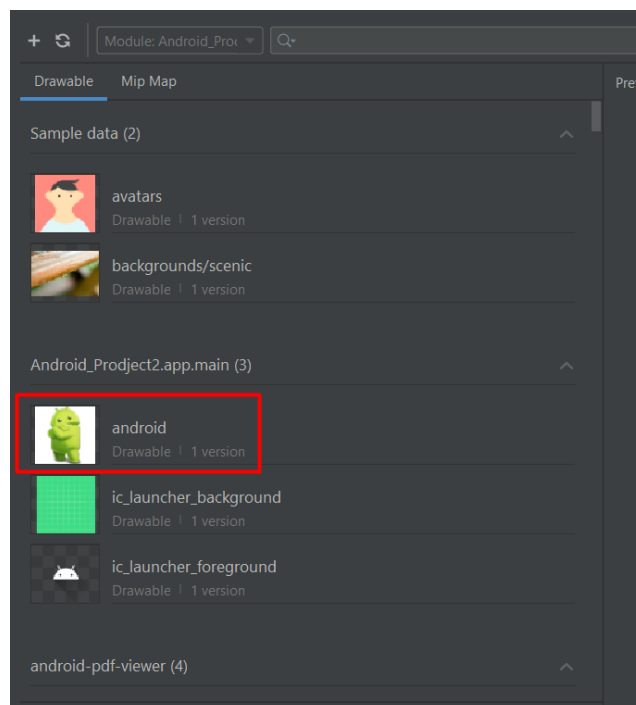 Module: Android_Proj
Drawable
Mip Map
Pre
Sample data (2)
avatars
Drawable | 1 version
backgrounds/scenic
Drawable | 1 version
Android_Prodject2.app.main (3)
android
Drawable | 1 version
ic_launcher_background
Drawable | 1 version
ic_launcher_foreground
Drawable | 1 version
android-pdf-viewer (4)